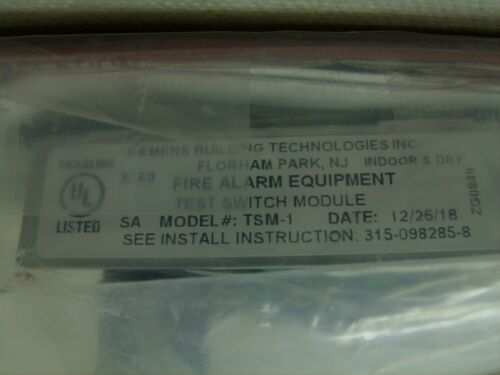 SIEMENS BUILDING TECHNOLOGIES INC.
FLORHAM PARK, NJ INDOOR & DRY
SIGNALING
FIRE ALARM EQUIPMENT
UL
TEST SWITCH MODULE
LISTED
SA MODEL#: TSM-1 DATE: 12/26/18
SEE INSTALL INSTRUCTION: 315-098285-8
ZG0849